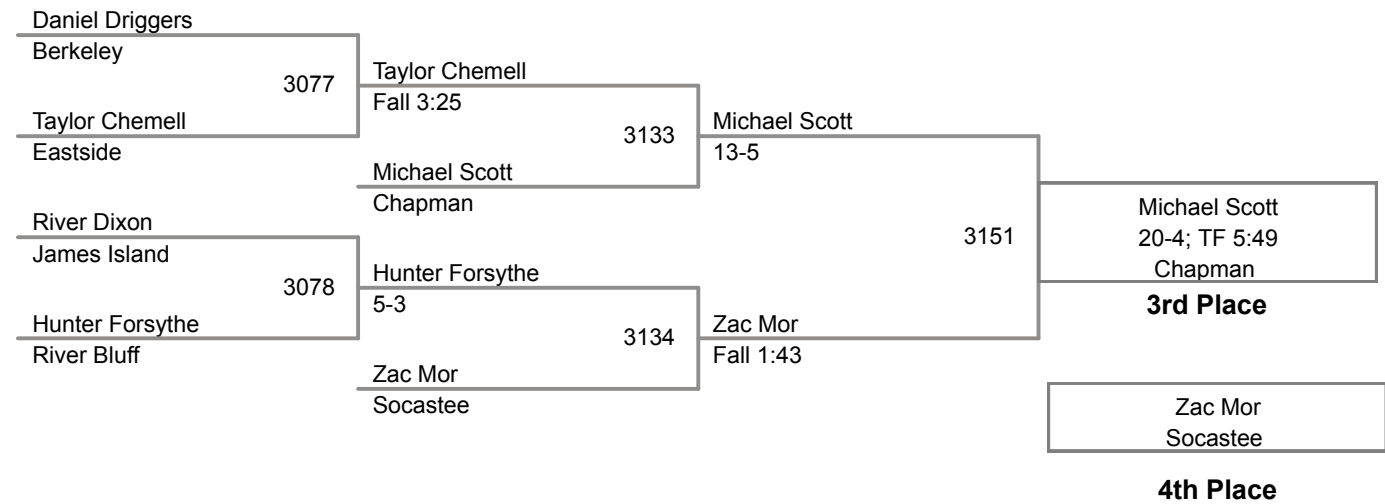 Daniel Driggers
Berkeley
3077
Taylor Chemell
Eastside
Taylor Chemell
Fall 3:25
3133
Michael Scott
Chapman
Michael Scott
13-5
River Dixon
James Island
3078
Hunter Forsythe
River Bluff
Hunter Forsythe
5-3
3134
Zac Mor
Socastee
Zac Mor
Fall 1:43
3151
Michael Scott
20-4; TF 5:49
Chapman
3rd Place
Zac Mor
Socastee
4th Place